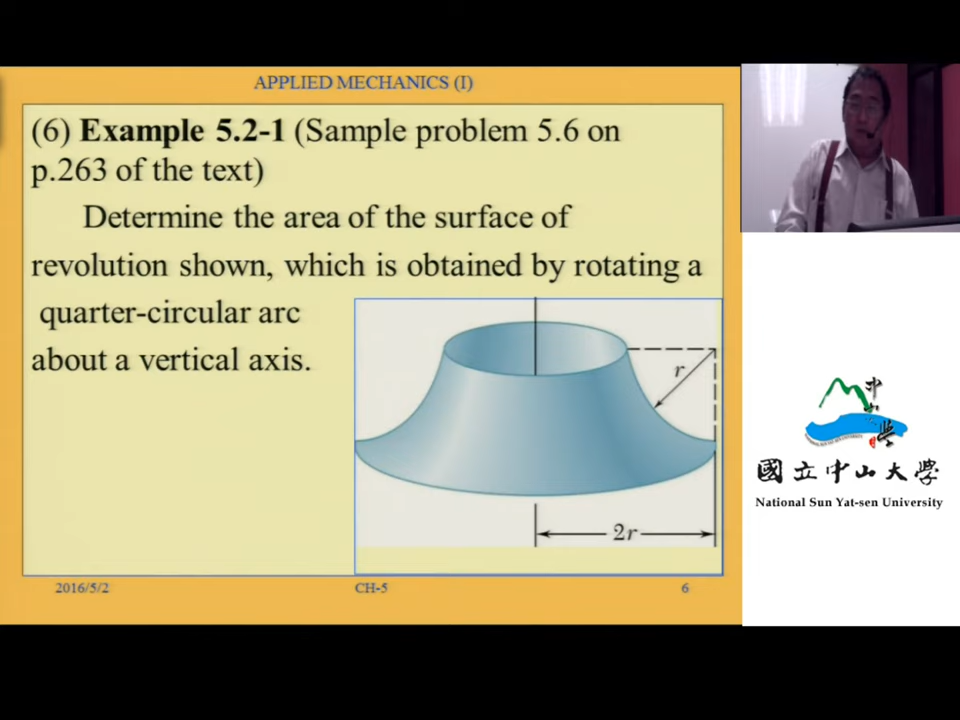 APPLIED MECHANICS (I)
(6) Example 5.2-1 (Sample problem 5.6 on
p.263 of the text)
Determine the area of the surface of
revolution shown, which is obtained by rotating a
quarter-circular arc
about a vertical axis.
r
2r
2016/5/2
CH-5
6
國立中山大學
National Sun Yat-sen University